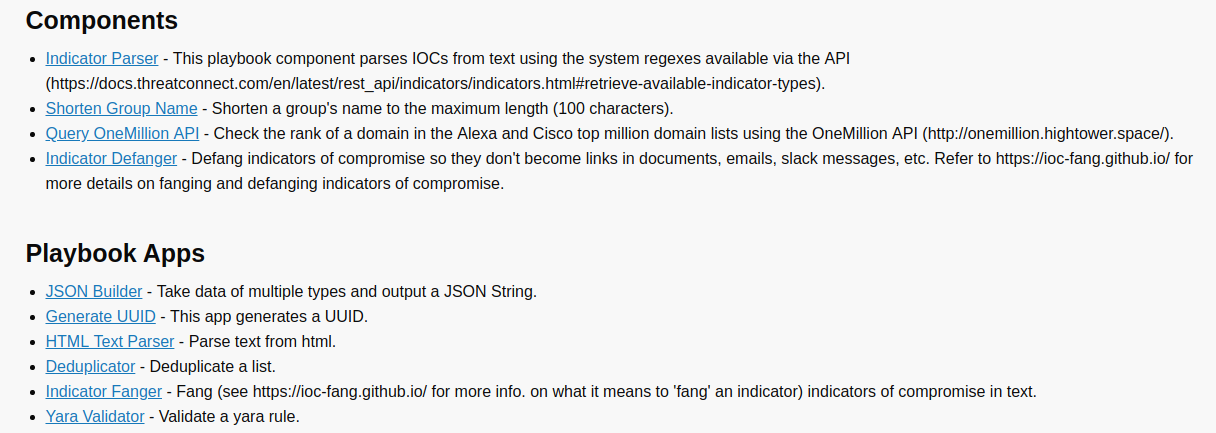 Components
• Indicator Parser - This playbook component parses IOCs from text using the system regexes available via the API
(https://docs.threatconnect.com/en/latest/rest_api/indicators/indicators.html#retrieve-available-indicator-types).
• Shorten Group Name - Shorten a group's name to the maximum length (100 characters).
• Query OneMillion API - Check the rank of a domain in the Alexa and Cisco top million domain lists using the OneMillion API (http://onemillion.hightower.space/).
• Indicator Defanger - Defang indicators of compromise so they don't become links in documents, emails, slack messages, etc. Refer to https://ioc-fang.github.io/ for
more details on fanging and defanging indicators of compromise.
Playbook Apps
• JSON Builder - Take data of multiple types and output a JSON String.
• Generate UUID - This app generates a UUID.
• HTML Text Parser - Parse text from html.
• Deduplicator - Deduplicate a list.
• Indicator Fanger - Fang (see https://ioc-fang.github.io/ for more info. on what it means to 'fang' an indicator) indicators of compromise in text.
• Yara Validator - Validate a yara rule.